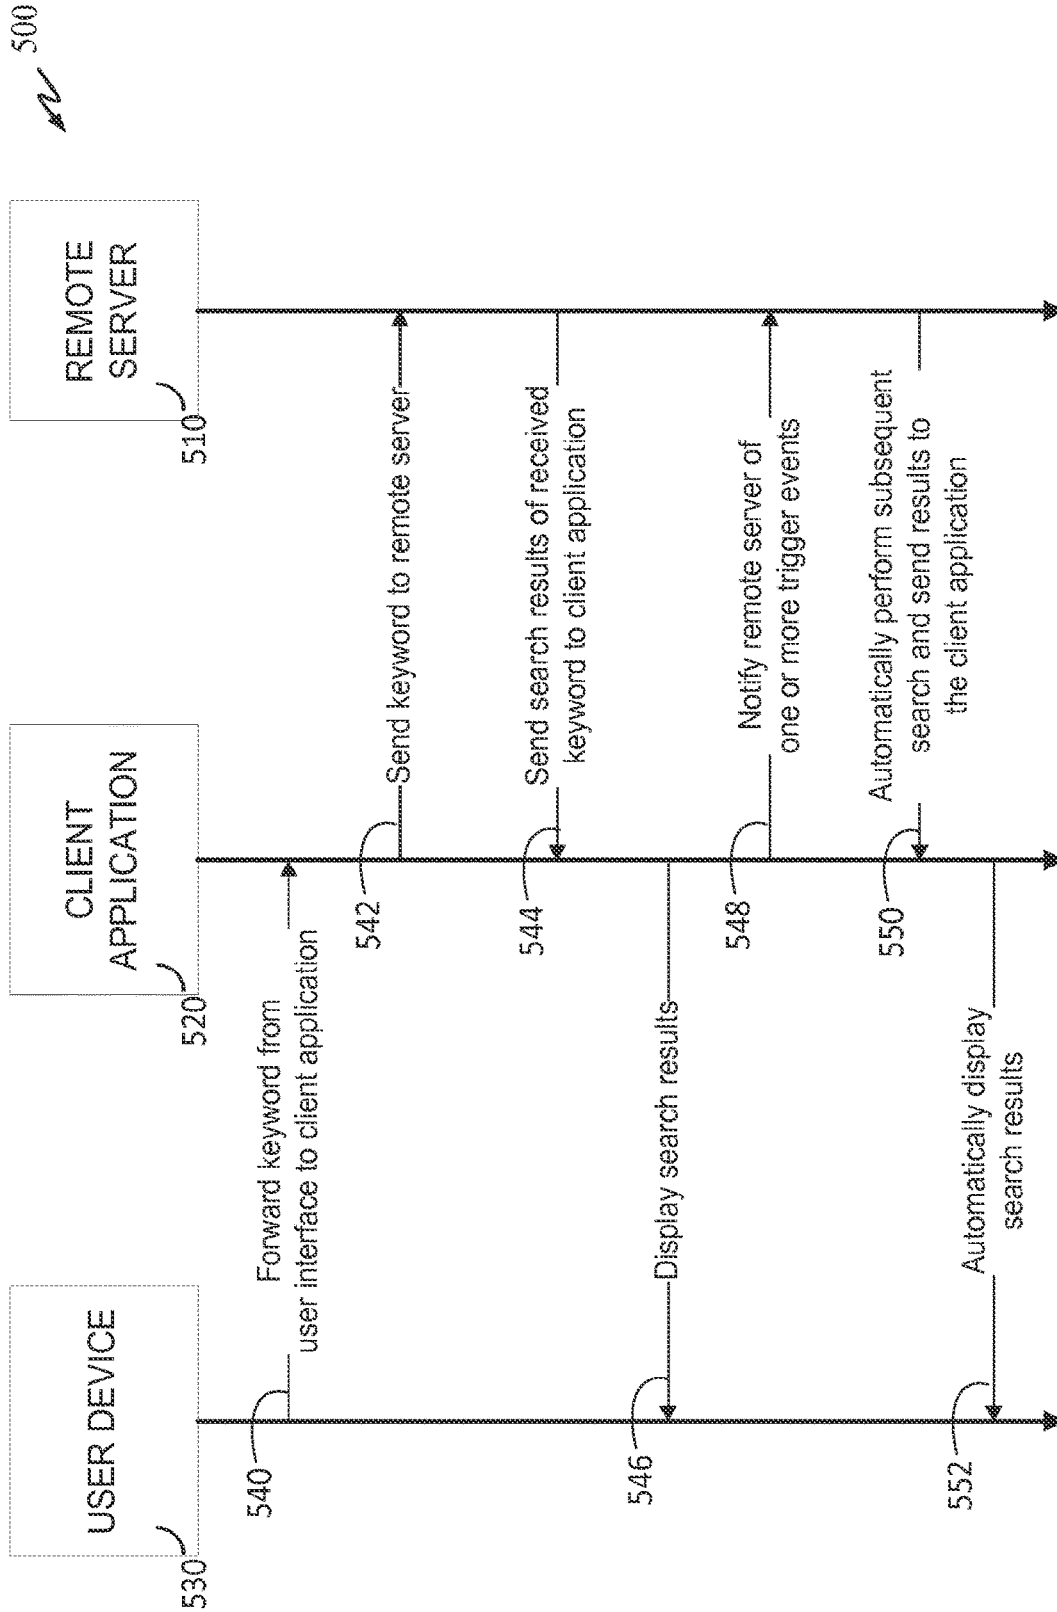 500
USER DEVICE
530
CLIENT
APPLICATION
520
REMOTE
SERVER
510
540
Forward keyword from
user interface to client application
542
Send keyword to remote server
544
Send search results of received
keyword to client application
546
Display search results
548
Notify remote server of
one or more trigger events
550
Automatically perform subsequent
search and send results to
the client application
552
Automatically display
search results